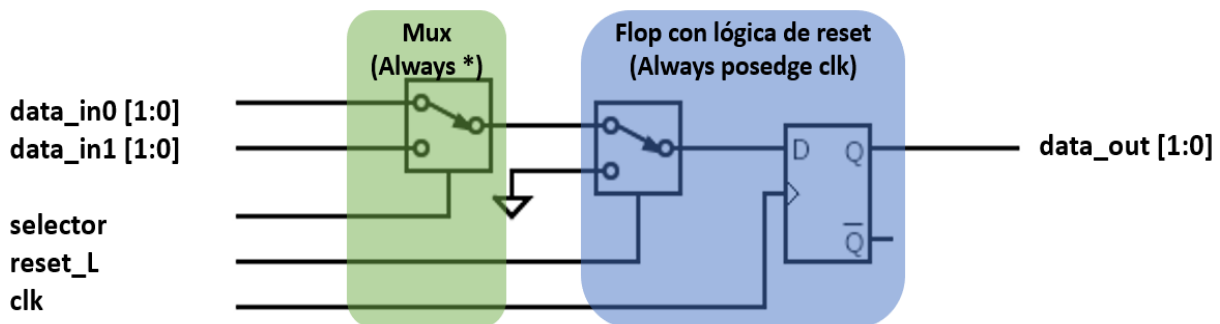 Mux
(Always *)
Flop con lógica de reset
(Always posedge clk)
data_in0 [1:0]
data_in1 [1:0]
selector
reset_L
clk
D
Q
Q
data_out [1:0]